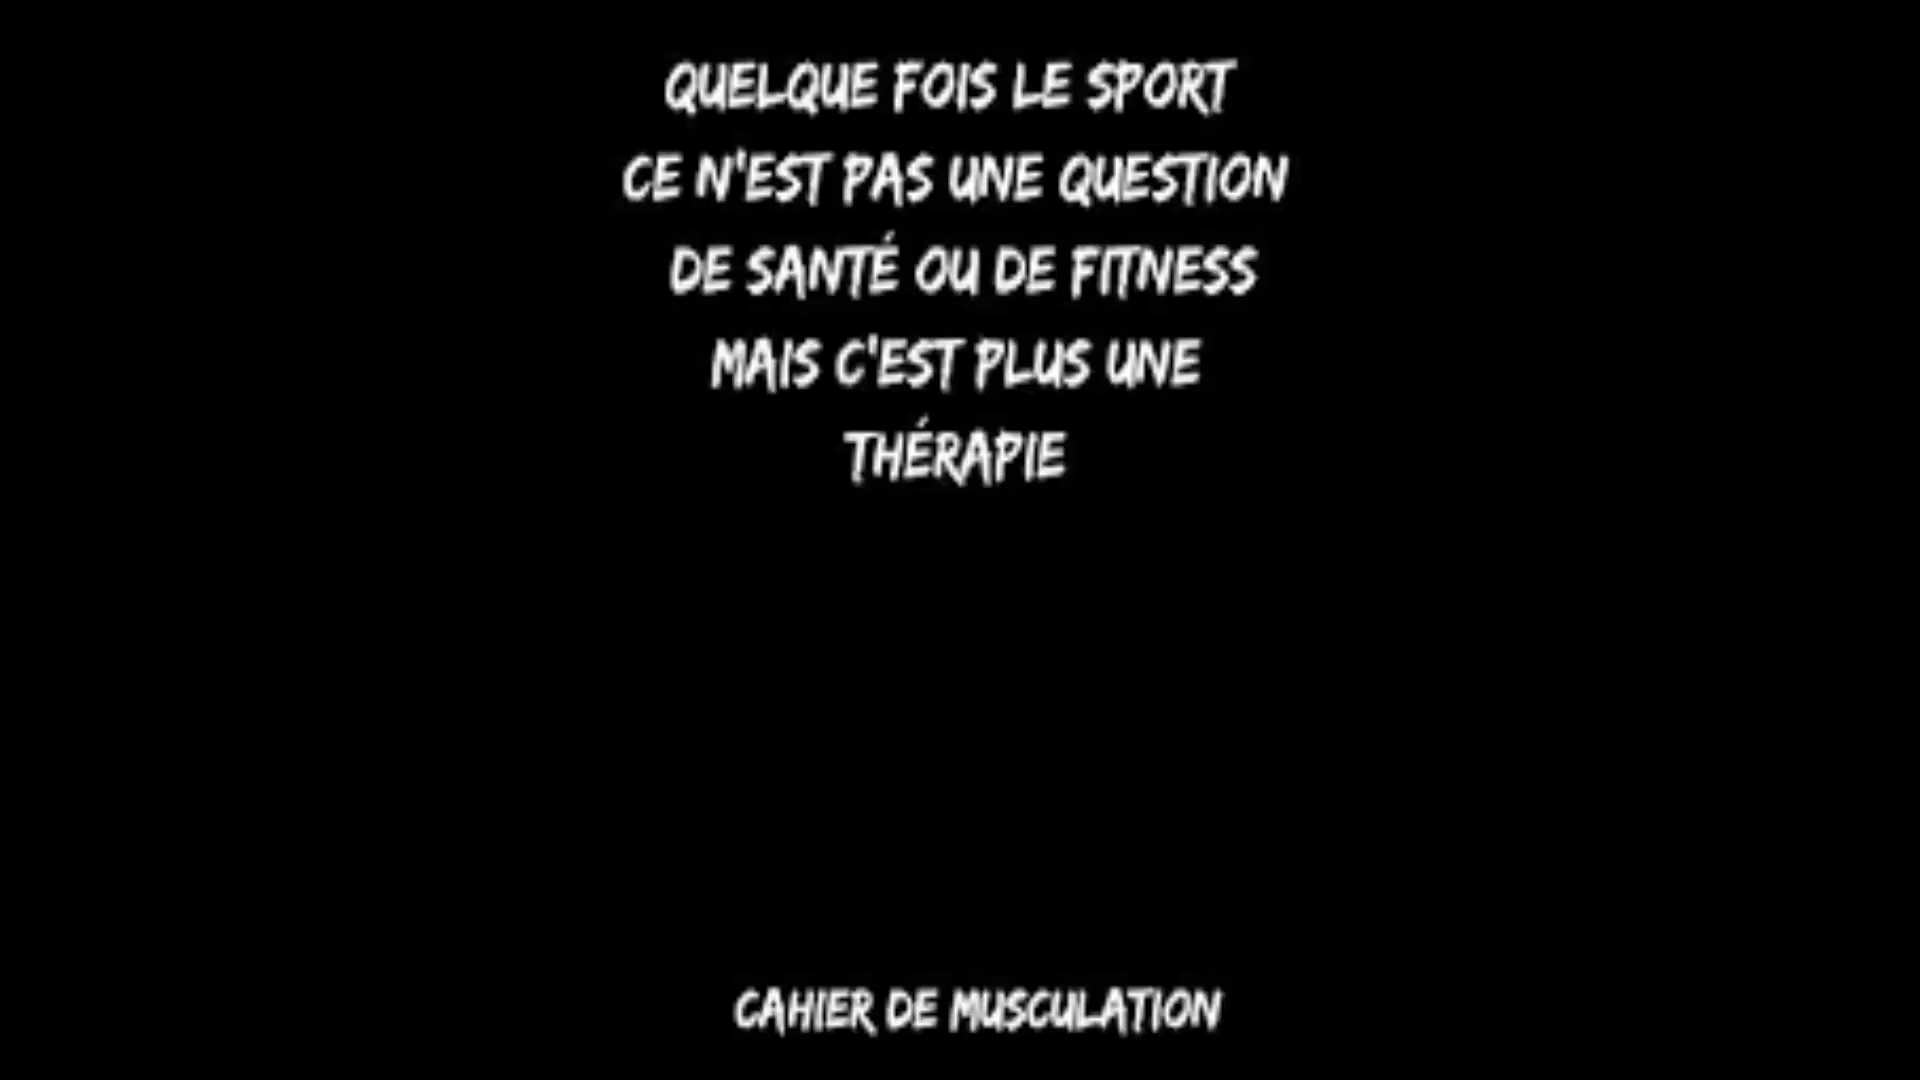 QUELQUE FOIS LE SPORT
CE N'EST PAS UNE QUESTION
DE SANTÉ OU DE FITNESS
MAIS C'EST PLUS UNE
THÉRAPIE
CAHIER DE MUSCULATION